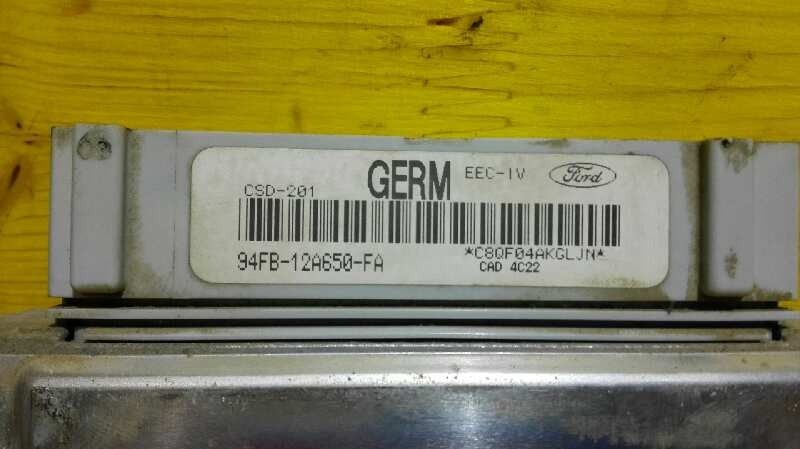 CSD-201 GERM EEC-IV Ford
94FB-12A650-FA *C8QF04AKGLJN*
CAD 4C22